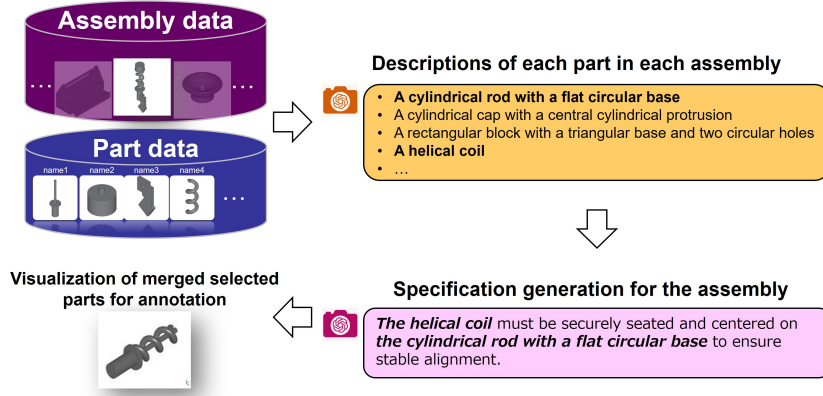 Assembly data
... ...
Descriptions of each part in each assembly
• A cylindrical rod with a flat circular base
• A cylindrical cap with a central cylindrical protrusion
• A rectangular block with a triangular base and two circular holes
• A helical coil
• ...
Part data
name1 name2 name3 name4
...
Specification generation for the assembly
The helical coil must be securely seated and centered on
the cylindrical rod with a flat circular base to ensure
stable alignment.
Visualization of merged selected
parts for annotation